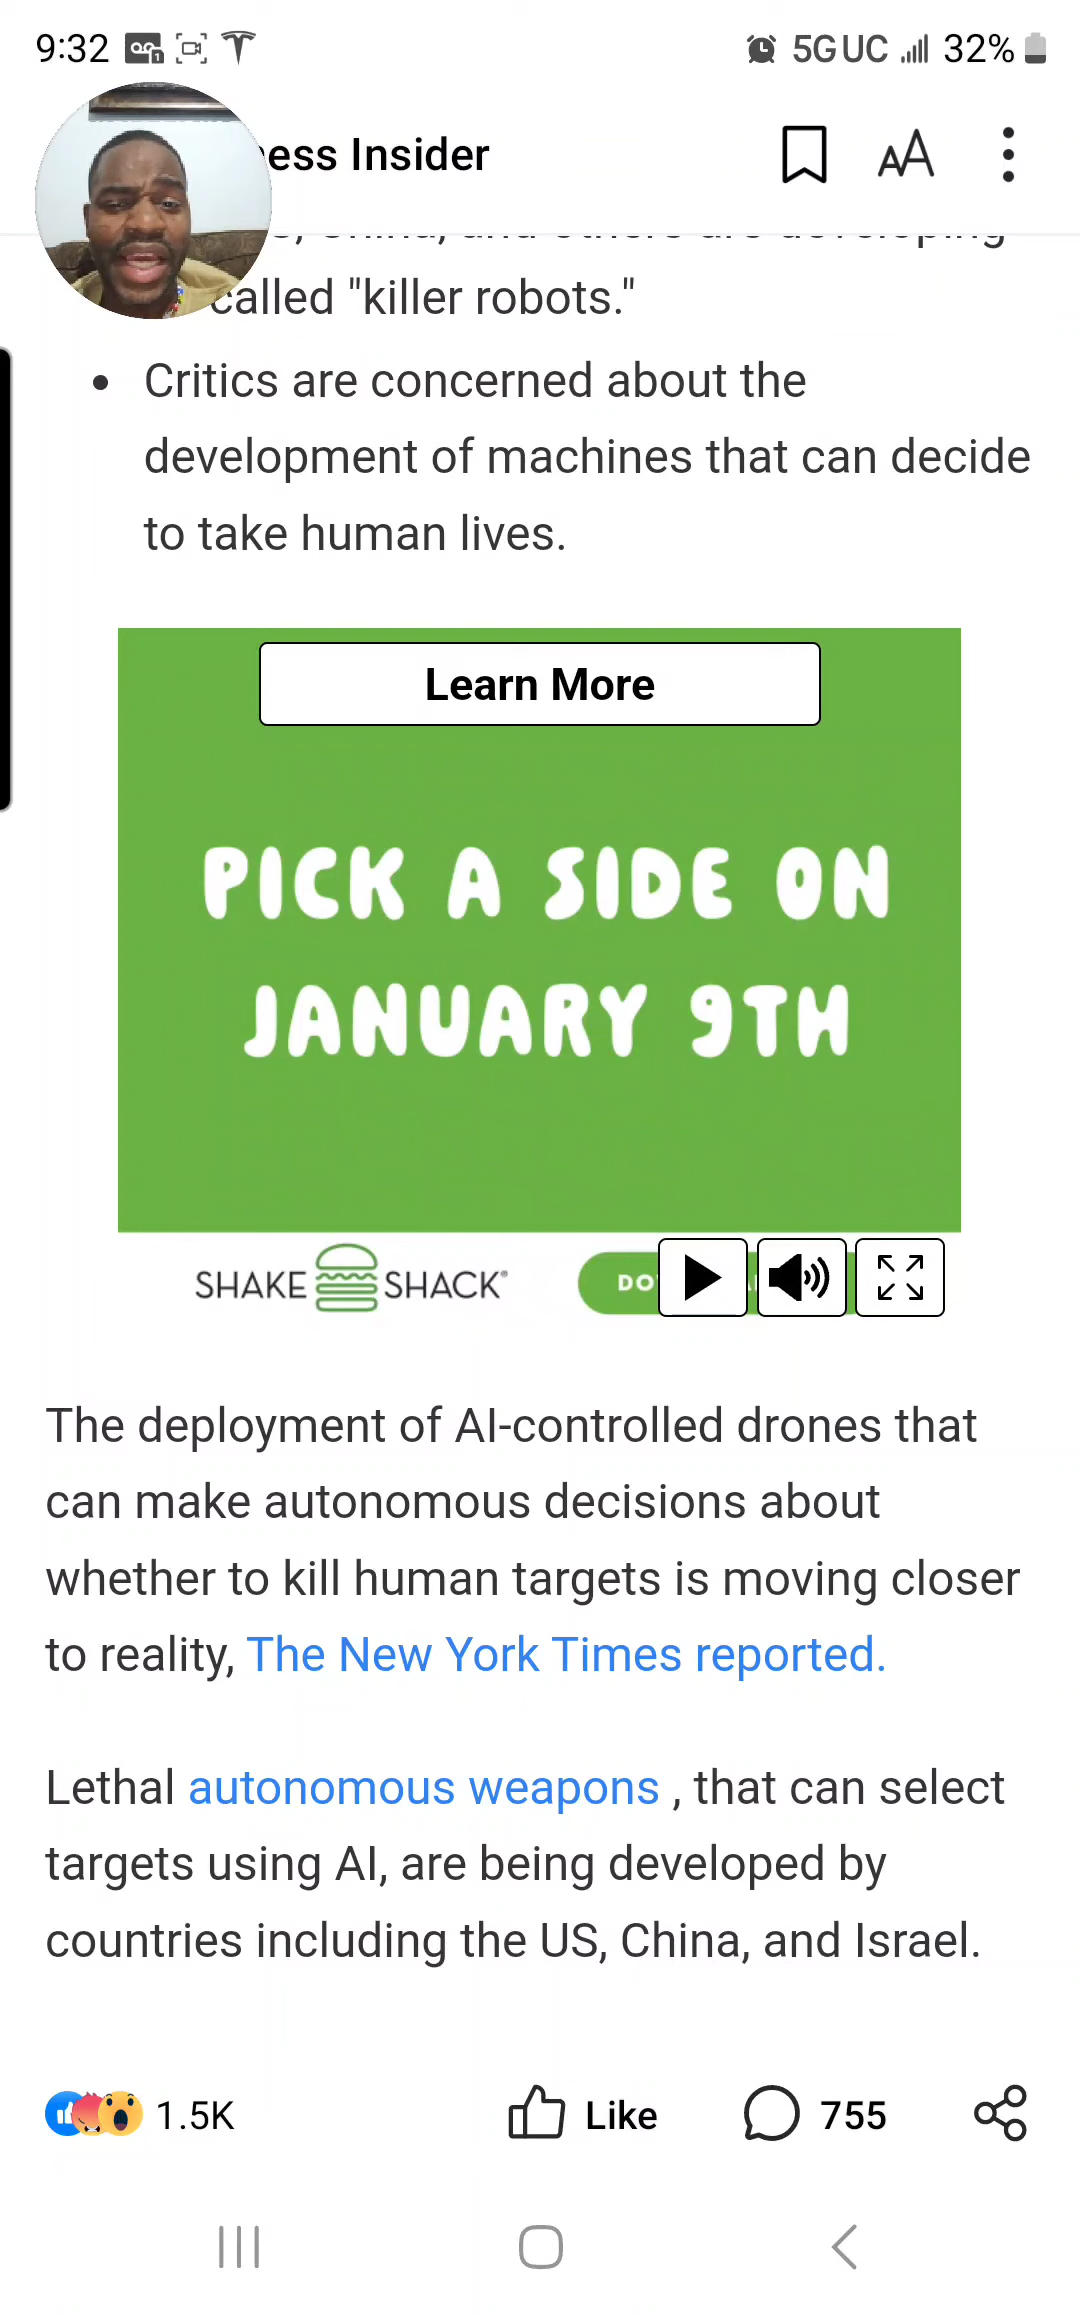 9:32
5G UC 32%
ess Insider
called "killer robots."
• Critics are concerned about the
development of machines that can decide
to take human lives.
Learn More
PICK A SIDE ON
JANUARY 9TH
SHAKE SHACK®
The deployment of AI-controlled drones that
can make autonomous decisions about
whether to kill human targets is moving closer
to reality, The New York Times reported.
Lethal autonomous weapons , that can select
targets using AI, are being developed by
countries including the US, China, and Israel.
1.5K Like 755